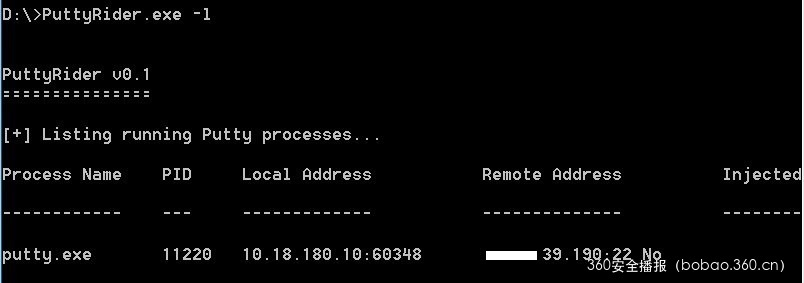 D:\>PuttyRider.exe -l
PuttyRider v0.1
===============
[+] Listing running Putty processes...
Process Name    PID     Local Address           Remote Address          Injected
------------    ---     -------------           --------------          --------
putty.exe       11220   10.18.180.10:60348      39.190:22 No
360安全播报（bobao.360.cn）